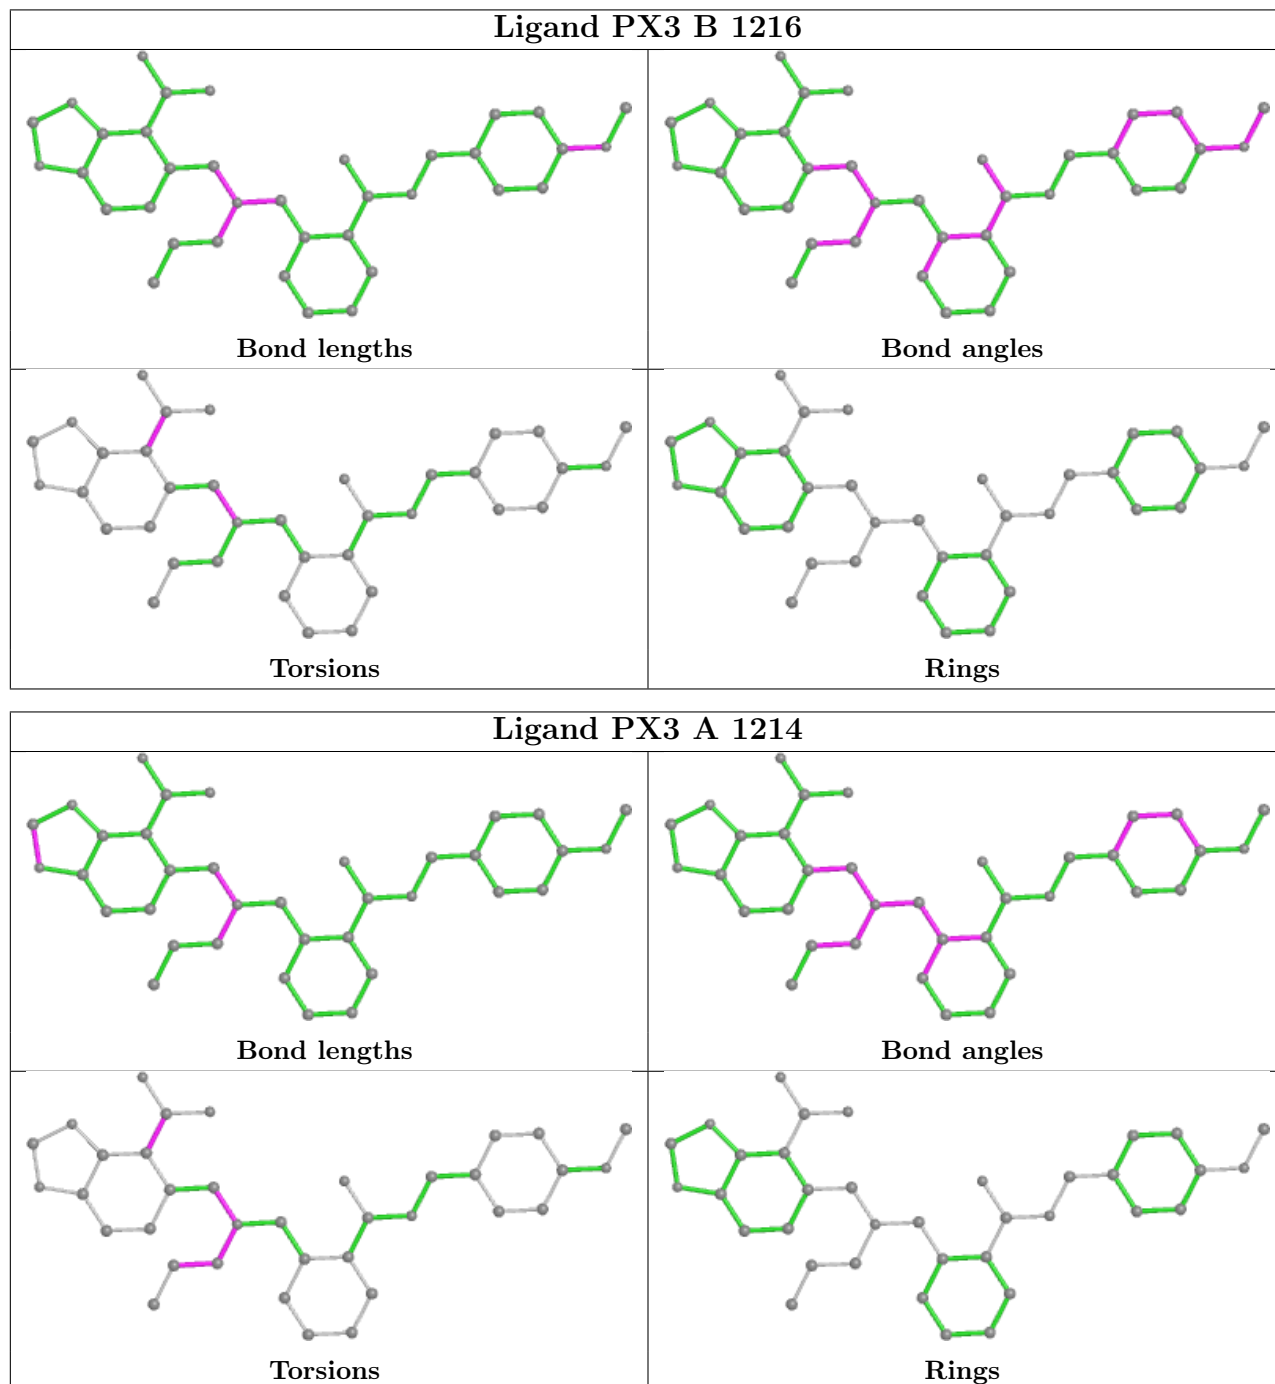 Ligand PX3 B 1216
Bond lengths
Bond angles
Torsions
Rings
Ligand PX3 A 1214
Bond lengths
Bond angles
Torsions
Rings